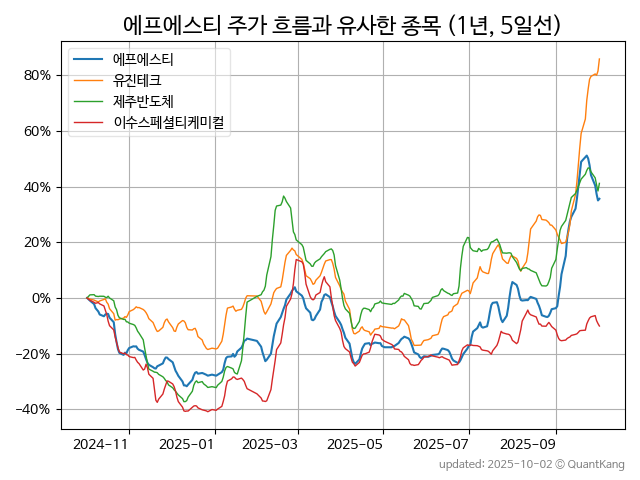 에프에스티 주가 흐름과 유사한 종목 (1년, 5일선)
에프에스티
유진테크
제주반도체
이수스페셜티케미컬
80%
60%
40%
20%
0%
−20%
−40%
2024-11
2025-01
2025-03
2025-05
2025-07
2025-09
updated: 2025-10-02 © QuantKang